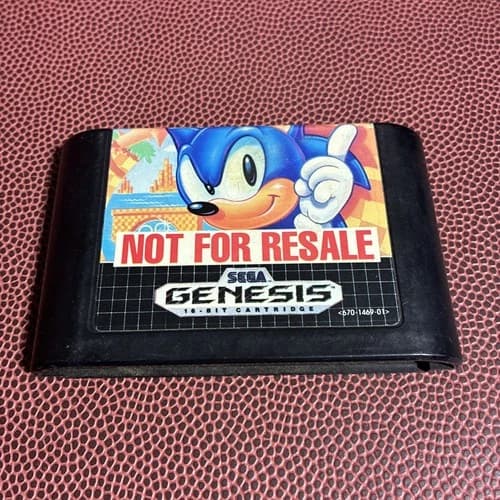 NOT FOR RESALE
SEGA
GENESIS
16-BIT CARTRIDGE
<670-1469-01>